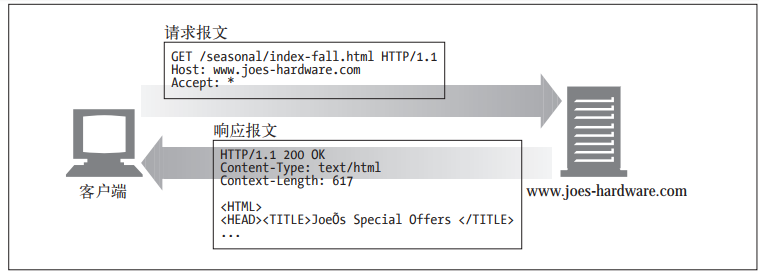 请求报文
GET /seasonal/index-fall.html HTTP/1.1
Host: www.joes-hardware.com
Accept: *
响应报文
HTTP/1.1 200 OK
Content-Type: text/html
Context-Length: 617
<HTML>
<HEAD><TITLE>JoeÕs Special Offers </TITLE>
...
客户端
www.joes-hardware.com